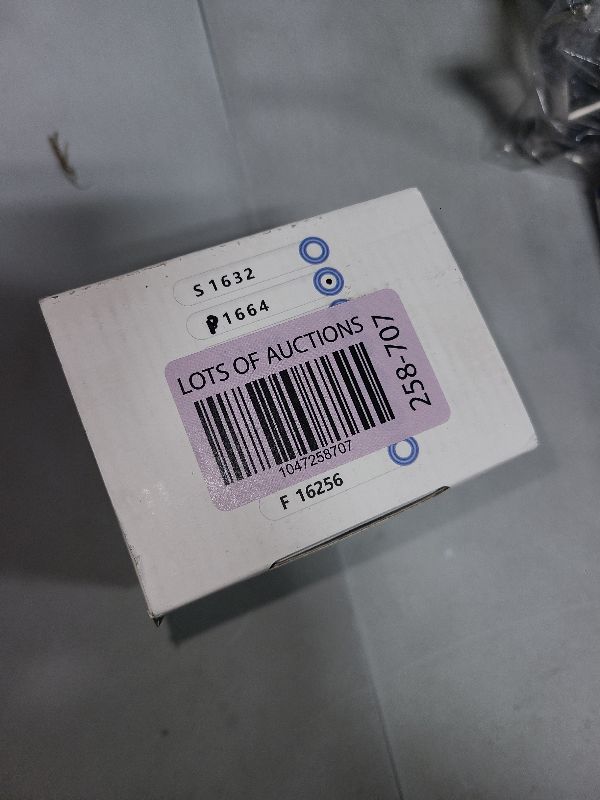 S 1632
P 1664
LOTS OF AUCTIONS
258-707
1047258707
F 16256